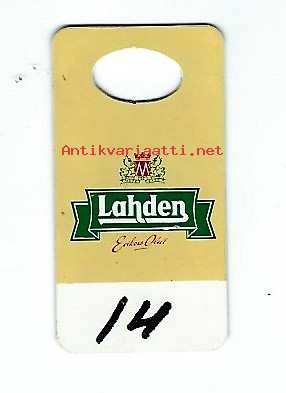 Antikvariaatti.net
M
Lahden
Erikois Olut
14